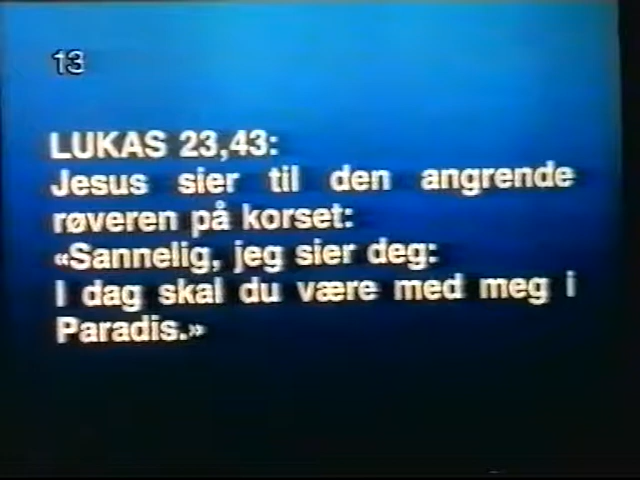 13
LUKAS 23,43:
Jesus sier til den angrende
røveren på korset:
«Sannelig, jeg sier deg:
I dag skal du være med meg i
Paradis.»